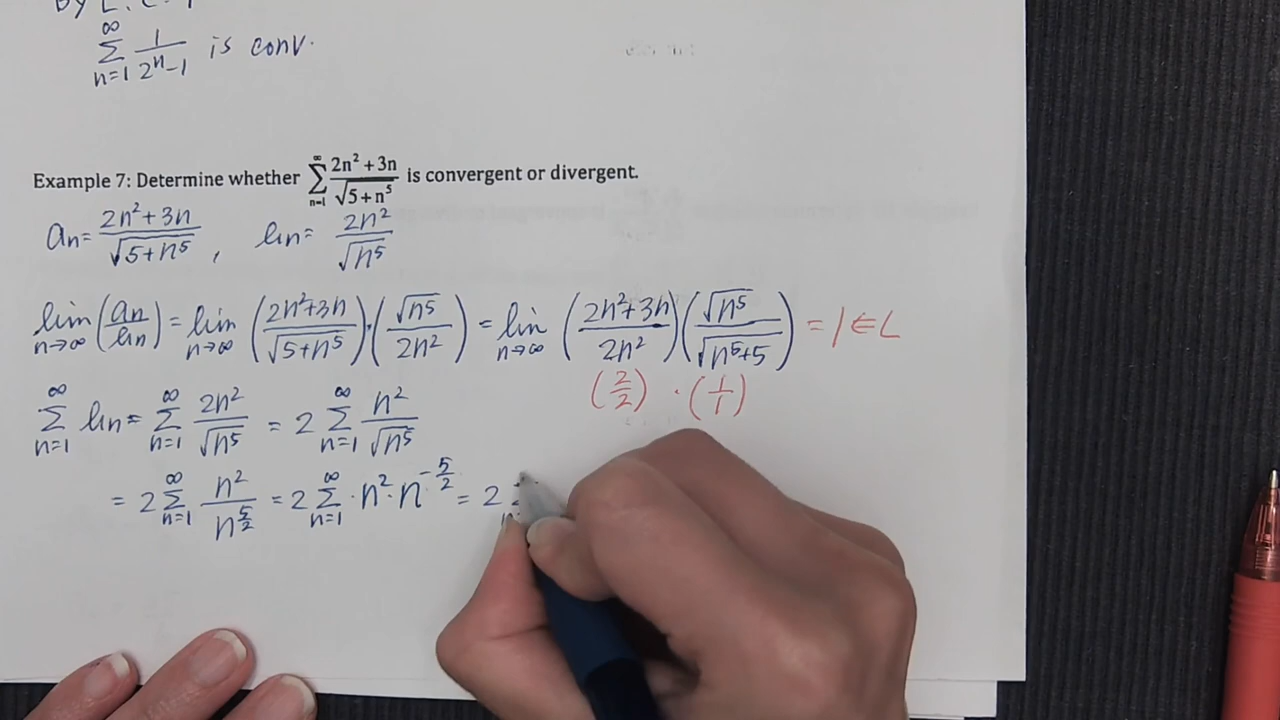 By L. C. T
∞∑n=1 1/(2ⁿ-1) is conv.
Example 7: Determine whether ∞∑n=1 (2n² + 3n)/√(5 + n⁵) is convergent or divergent.
an = (2n²+3n)/√(5+n⁵) , bn = 2n²/√(n⁵)
lim n→∞ (an/bn) = lim n→∞ ((2n²+3n)/√(5+n⁵)) · (√(n⁵)/(2n²)) = lim n→∞ ((2n²+3n)/(2n²)) (√(n⁵)/√(n⁵+5)) = 1 ← L
(2/2) · (1/1)
∞∑n=1 bn = ∞∑n=1 2n²/√(n⁵) = 2 ∞∑n=1 n²/√(n⁵)
= 2 ∞∑n=1 n²/n^(5/2) = 2 ∞∑n=1 · n² · n^(-5/2) = 2